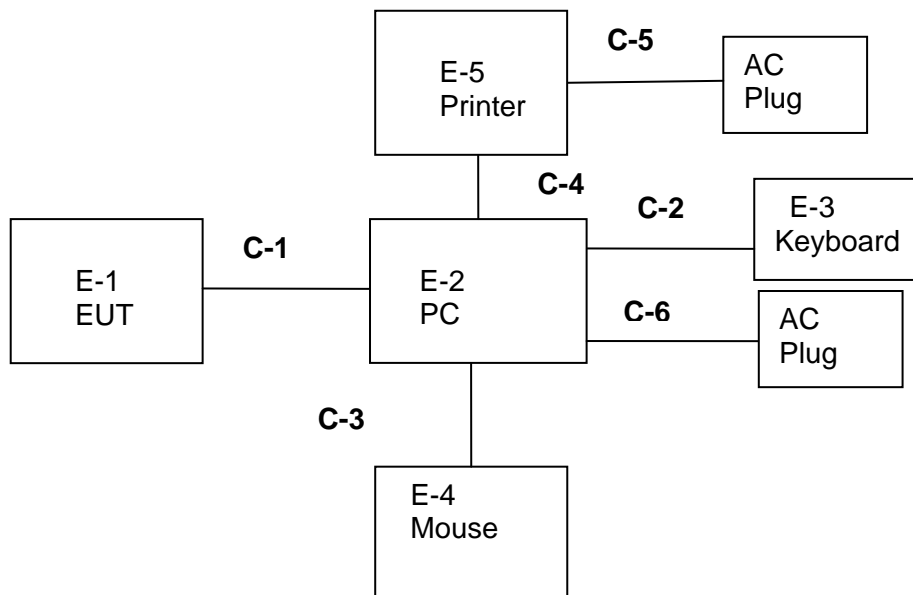 C-5
E-5
Printer
AC
Plug
C-4
C-2
E-3
Keyboard
C-1
E-1
EUT
E-2
PC
C-6
AC
Plug
C-3
E-4
Mouse